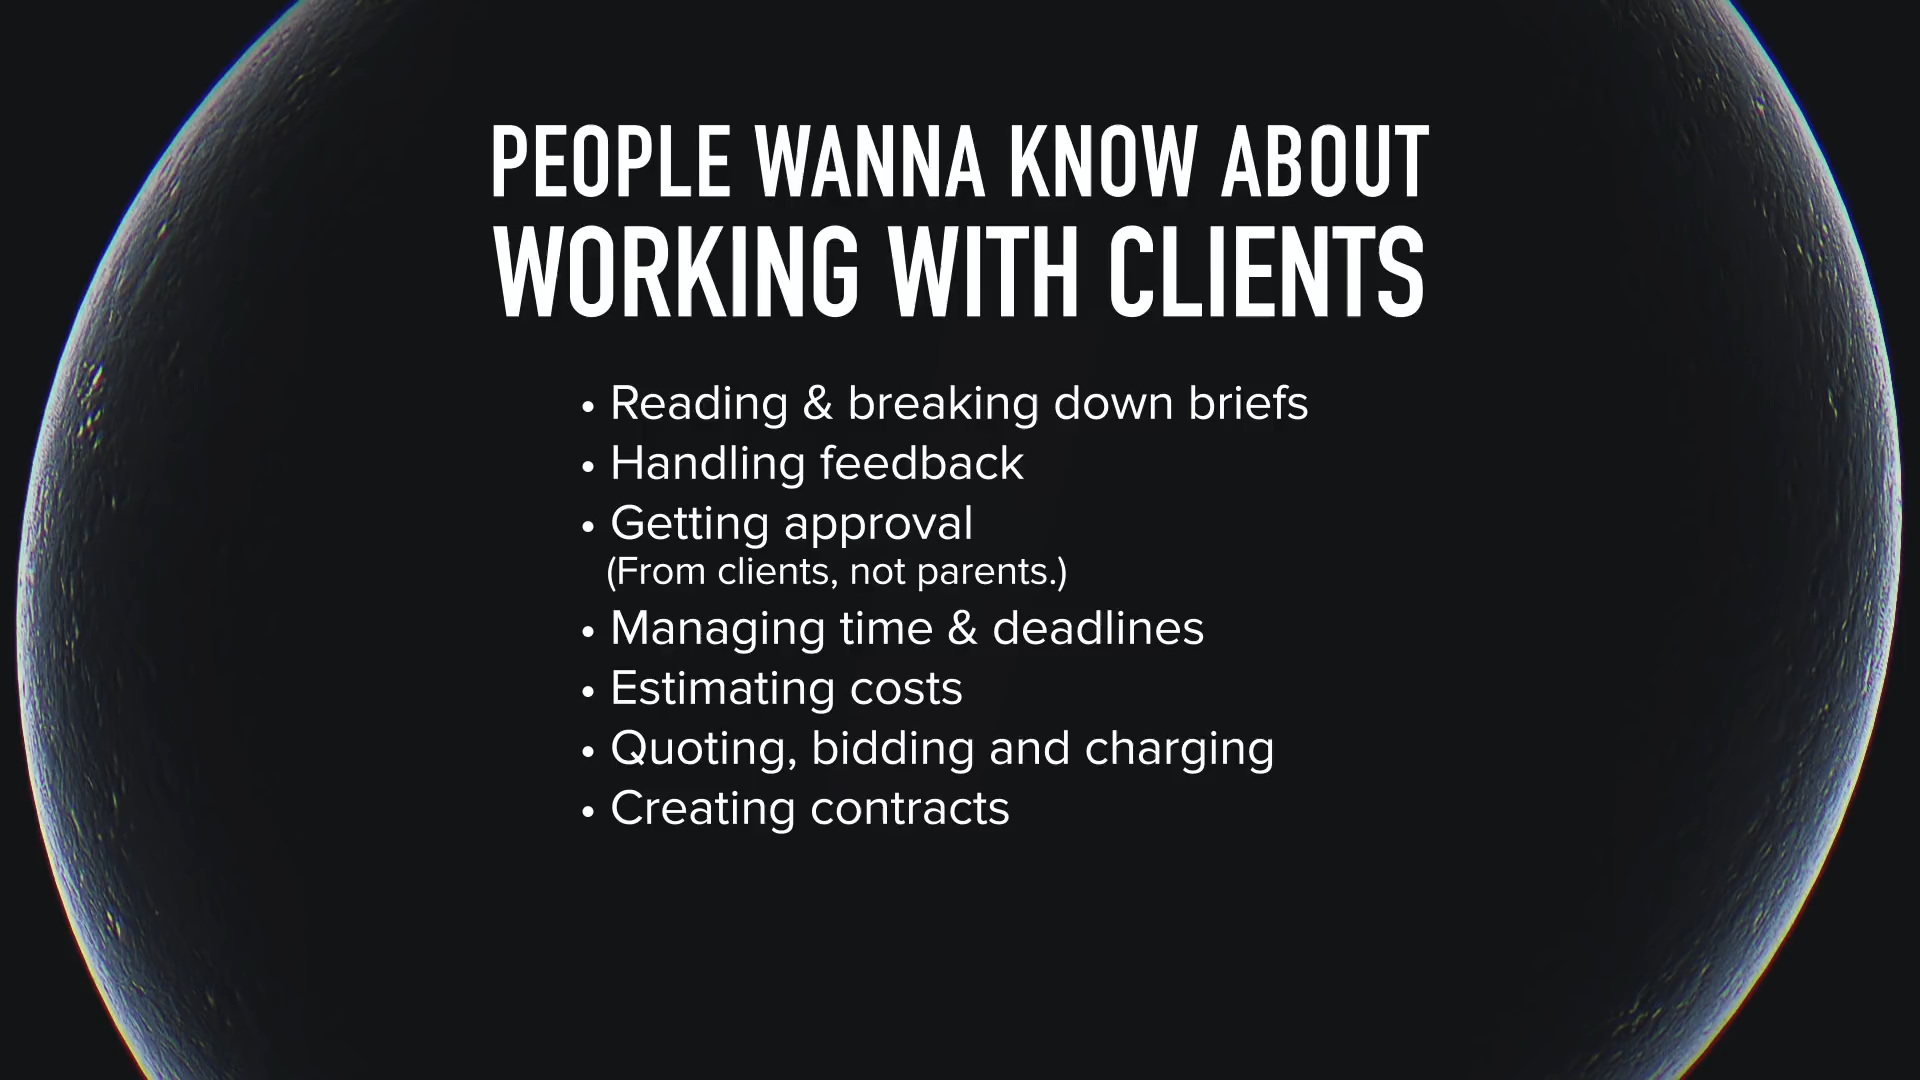 PEOPLE WANNA KNOW ABOUT
WORKING WITH CLIENTS
• Reading & breaking down briefs
• Handling feedback
• Getting approval
(From clients, not parents.)
• Managing time & deadlines
• Estimating costs
• Quoting, bidding and charging
• Creating contracts